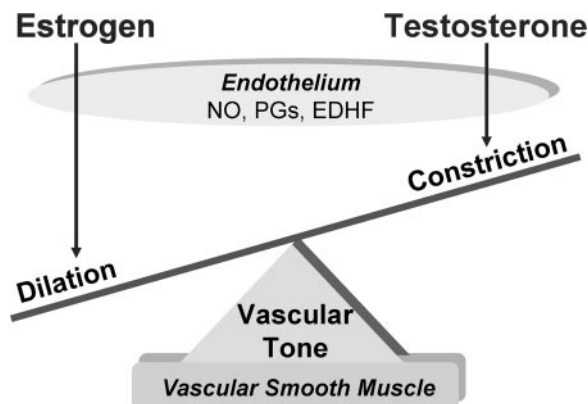 Estrogen
Testosterone
Endothelium
NO, PGs, EDHF
Constriction
Dilation
Vascular
Tone
Vascular Smooth Muscle